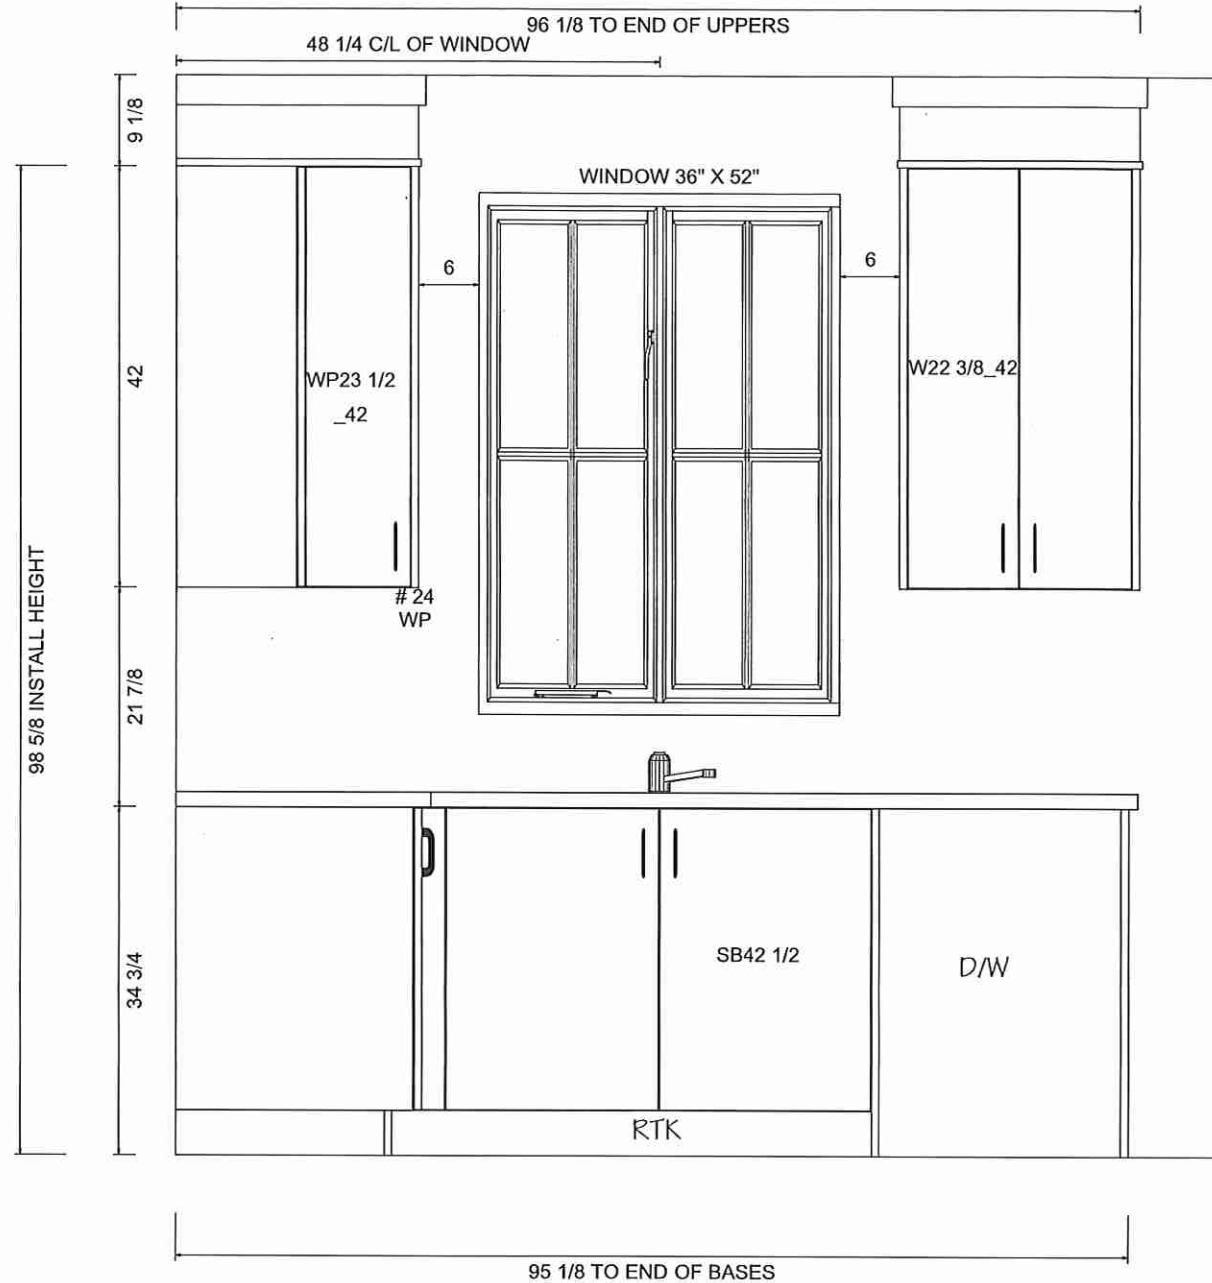 96 1/8 TO END OF UPPERS
48 1/4 C/L OF WINDOW
9 1/8
WINDOW 36" X 52"
6
6
42
WP23 1/2
_42
W22 3/8_42
# 24
WP
98 5/8 INSTALL HEIGHT
21 7/8
34 3/4
SB42 1/2
D/W
RTK
95 1/8 TO END OF BASES